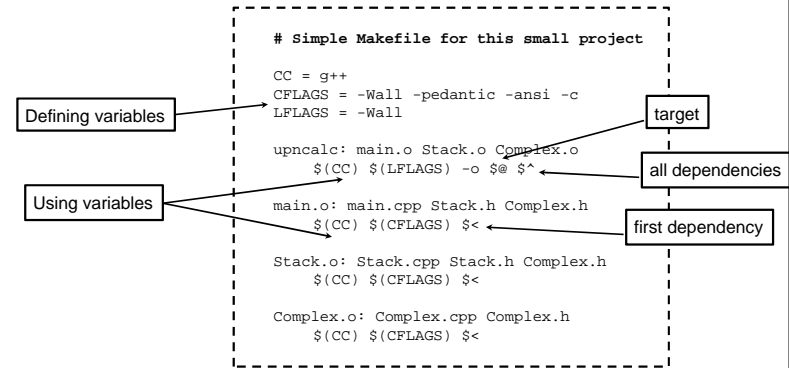 # Simple Makefile for this small project
CC = g++
CFLAGS = -Wall -pedantic -ansi -c
LFLAGS = -Wall
upncalc: main.o Stack.o Complex.o
$(CC) $(LFLAGS) -o $@ $^
main.o: main.cpp Stack.h Complex.h
$(CC) $(CFLAGS) $<
Stack.o: Stack.cpp Stack.h Complex.h
$(CC) $(CFLAGS) $<
Complex.o: Complex.cpp Complex.h
$(CC) $(CFLAGS) $<
Defining variables
Using variables
target
all dependencies
first dependency